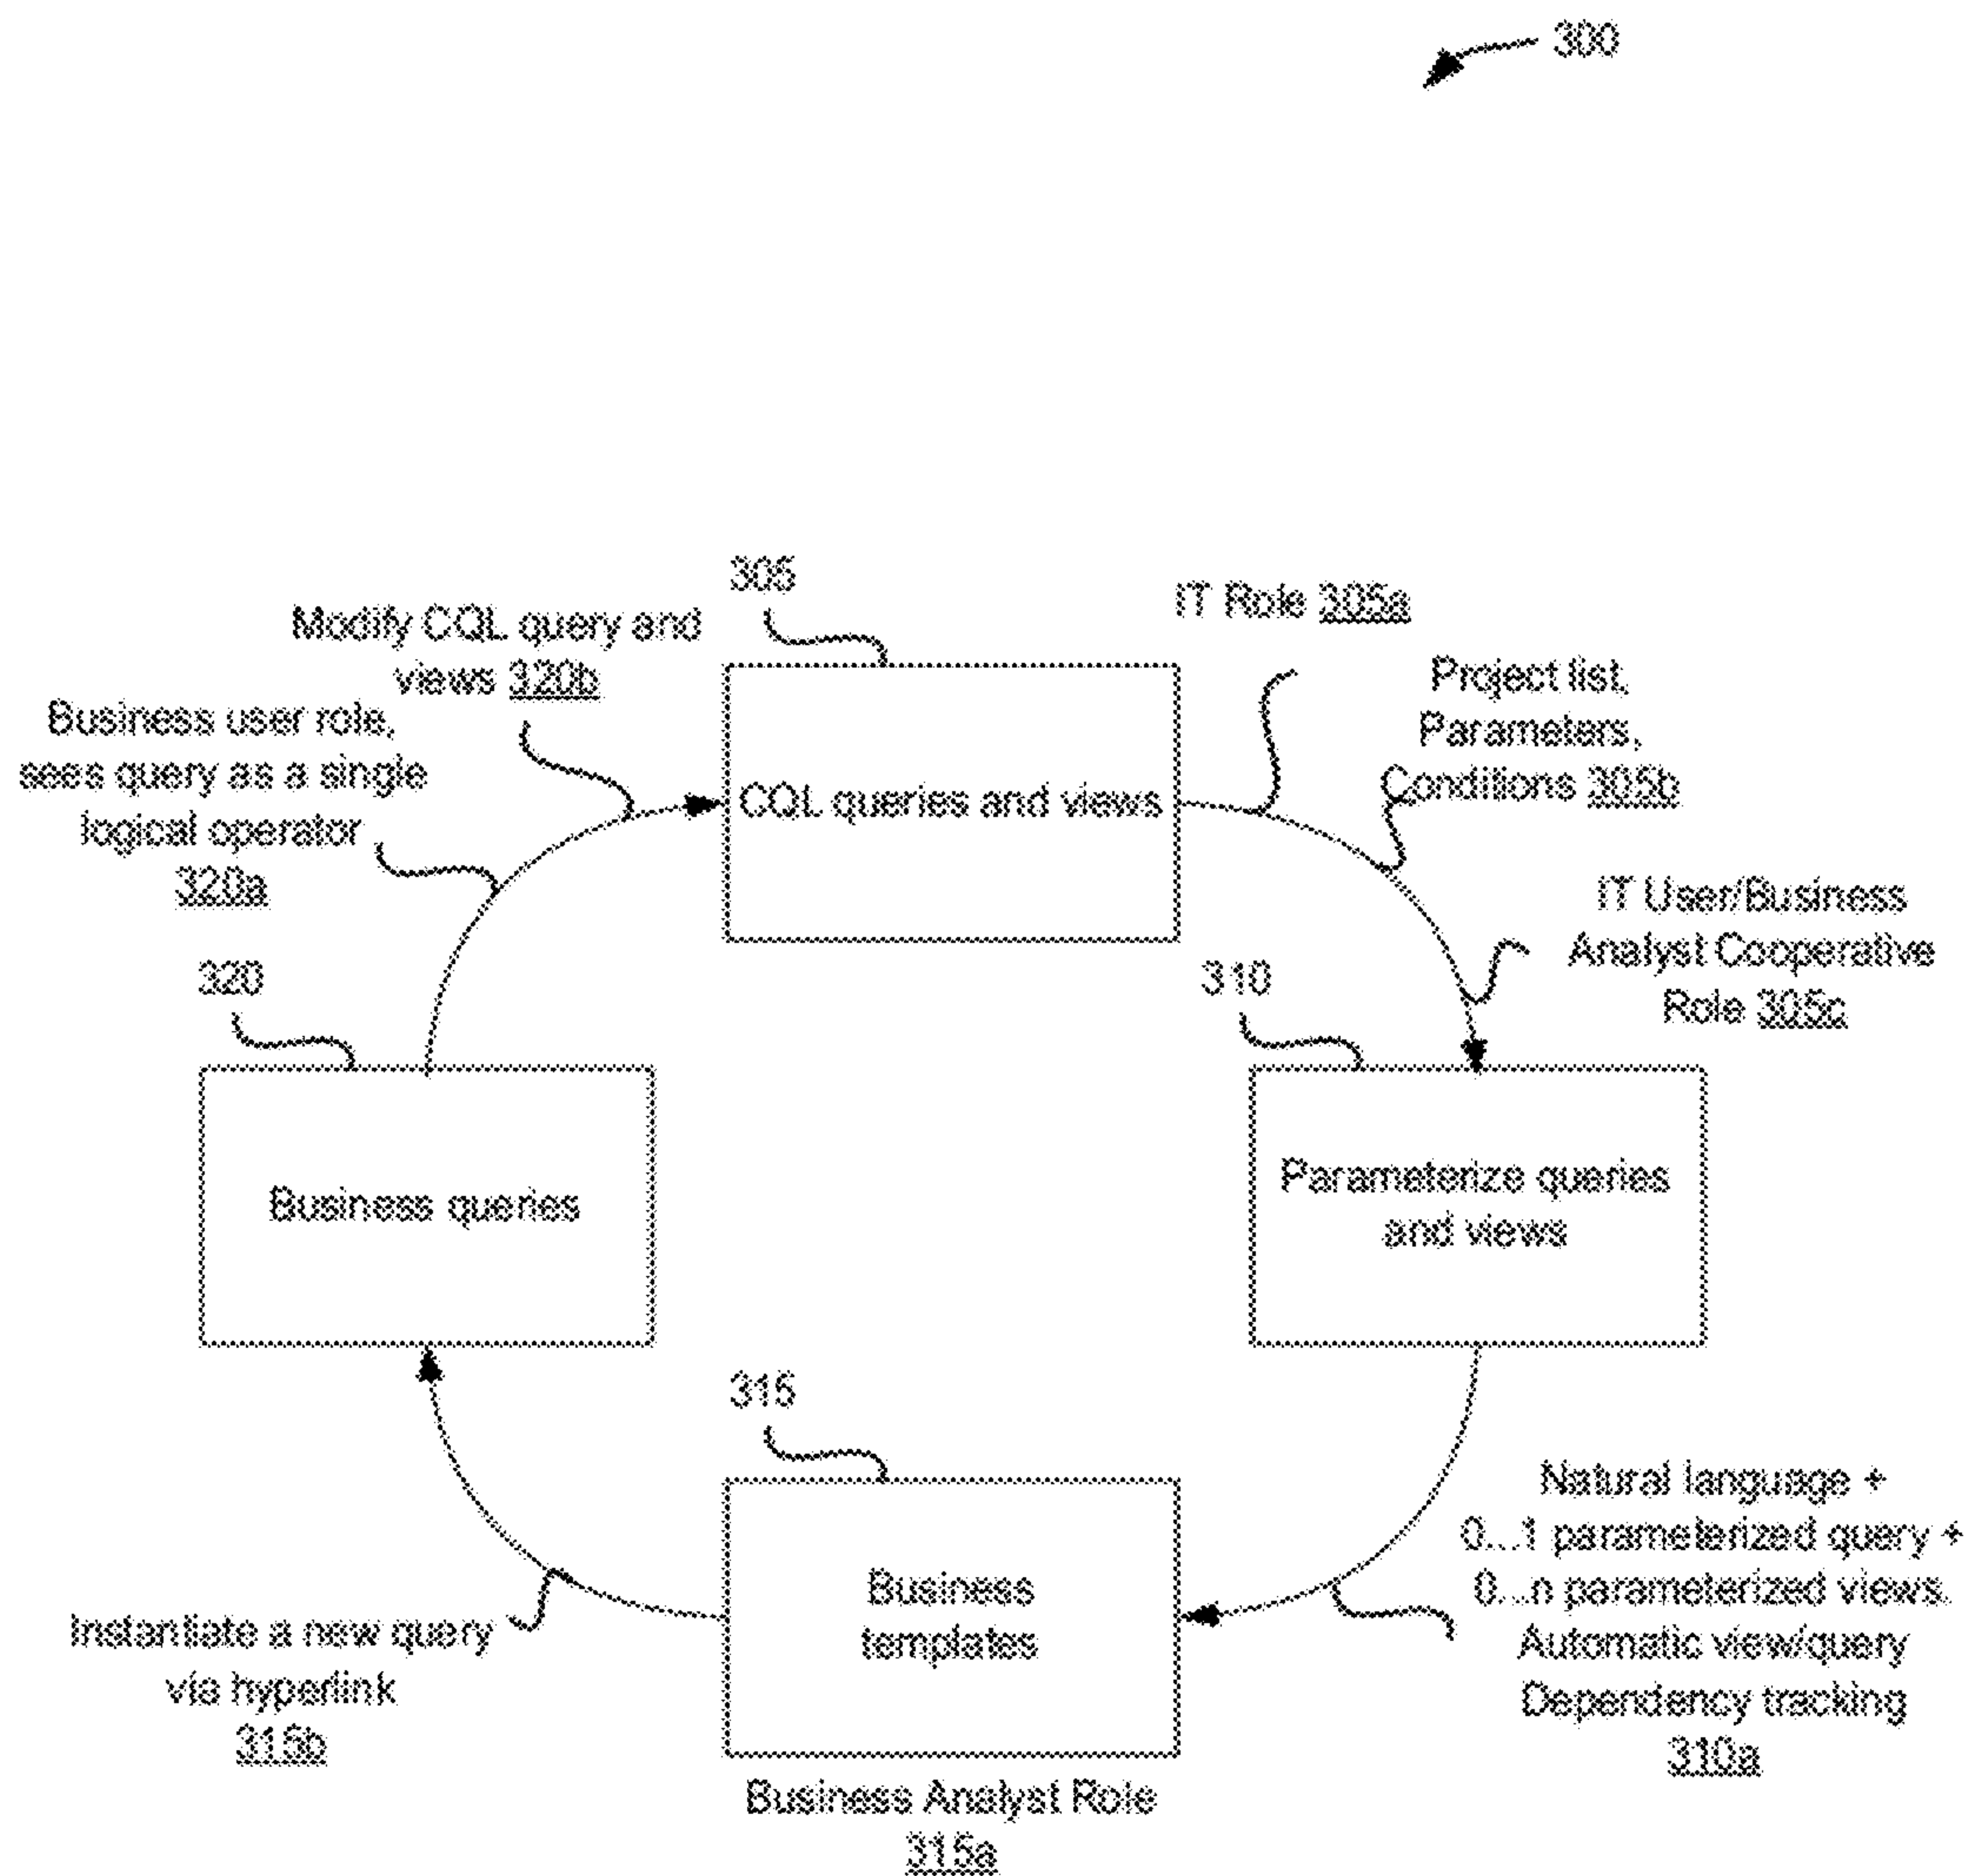 300
305
Modify CQL query and
views 320b
IT Role 305a
Project list,
Parameters,
Conditions 305b
Business user role,
sees query as a single
logical operator
320a
CQL queries and views
IT User/Business
Analyst Cooperative
Role 305c
320
310
Business queries
Parameterize queries
and views
315
Business
templates
Natural language +
0...1 parameterized query +
0...n parameterized views.
Automatic view/query
Dependency tracking
310a
Instantiate a new query
via hyperlink
315b
Business Analyst Role
315a